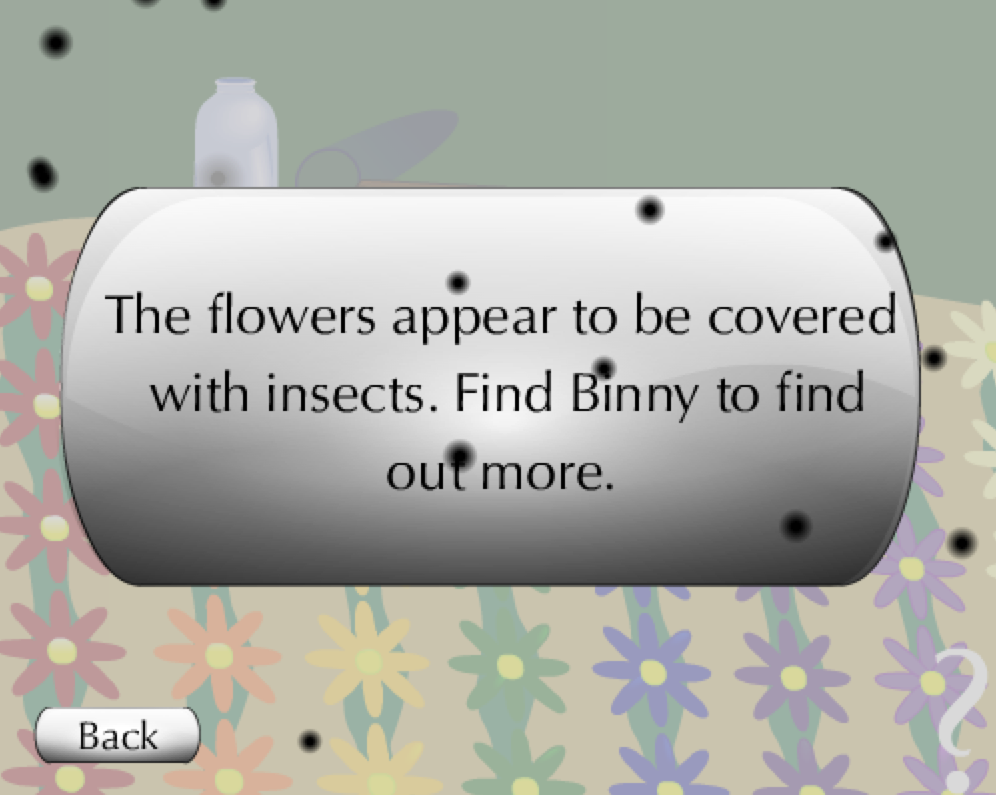 The flowers appear to be covered
with insects. Find Binny to find
out more.
Back
?